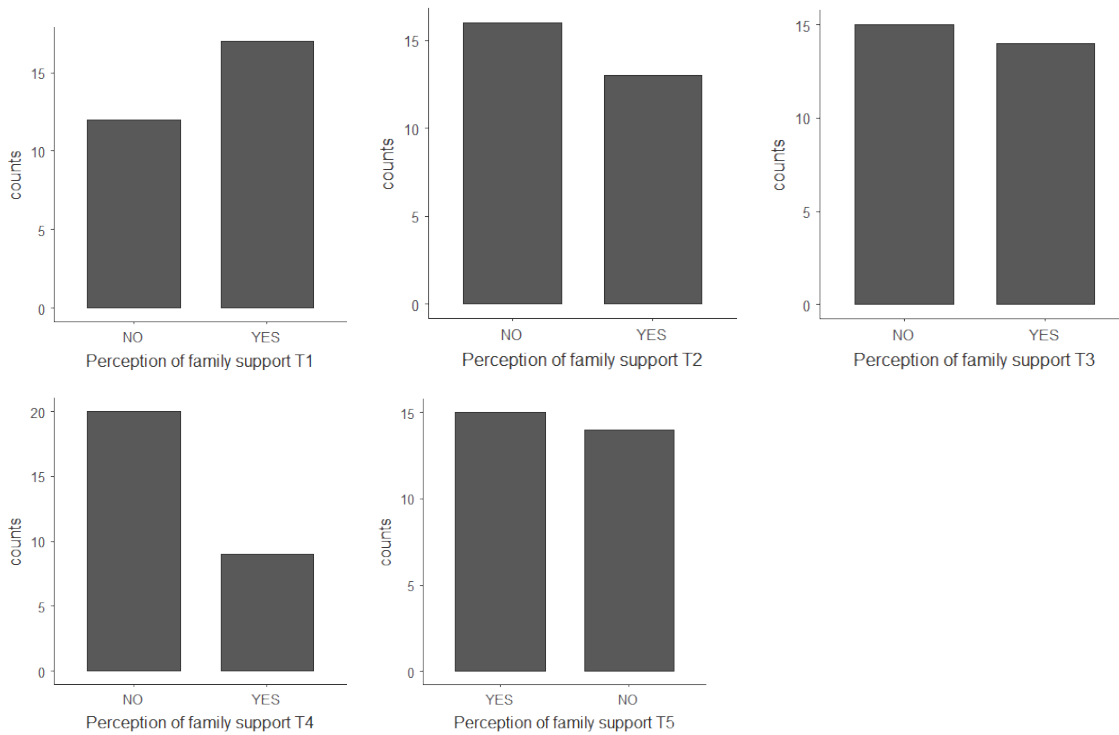 counts
15
10
5
0
NO YES
Perception of family support T1
counts
15
10
5
0
NO YES
Perception of family support T2
counts
15
10
5
0
NO YES
Perception of family support T3
counts
20
15
10
5
0
NO YES
Perception of family support T4
counts
15
10
5
0
YES NO
Perception of family support T5